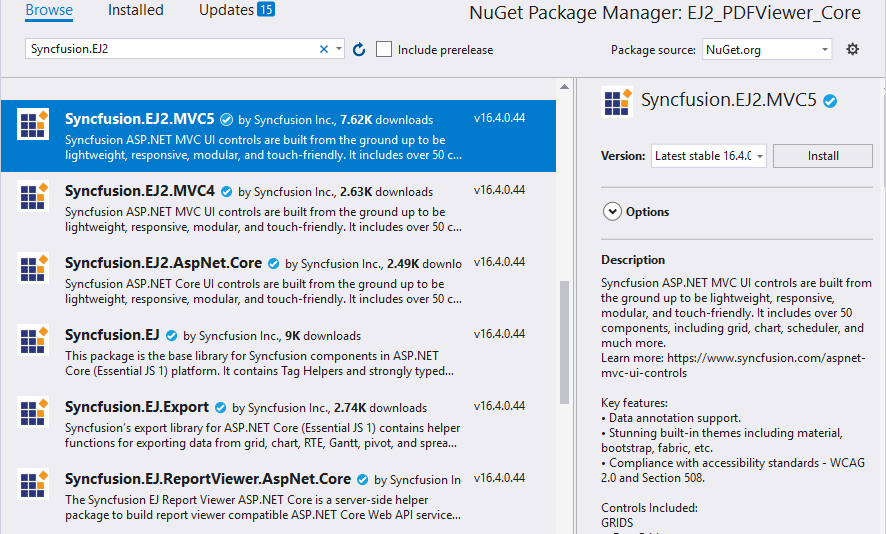 Browse Installed Updates 15 NuGet Package Manager: EJ2_PDFViewer_Core
Syncfusion.EJ2 Include prerelease Package source: NuGet.org
Syncfusion.EJ2.MVC5 by Syncfusion Inc., 7.62K downloads v16.4.0.44
Syncfusion ASP.NET MVC UI controls are built from the ground up to be
lightweight, responsive, modular, and touch-friendly. It includes over 50 c...
Syncfusion.EJ2.MVC4 by Syncfusion Inc., 2.63K downloads v16.4.0.44
Syncfusion ASP.NET MVC UI controls are built from the ground up to be
lightweight, responsive, modular, and touch-friendly. It includes over 50 c...
Syncfusion.EJ2.AspNet.Core by Syncfusion Inc., 2.49K downlo v16.4.0.44
Syncfusion ASP.NET Core UI controls are built from the ground up to be
lightweight, responsive, modular, and touch-friendly. It includes over 50 c...
Syncfusion.EJ by Syncfusion Inc., 9K downloads v16.4.0.44
This package is the base library for Syncfusion components in ASP.NET
Core (Essential JS 1) platform. It contains Tag Helpers and strongly typed...
Syncfusion.EJ.Export by Syncfusion Inc., 2.74K downloads v16.4.0.44
Syncfusion's export library for ASP.NET Core (Essential JS 1) contains helper
functions for exporting data from grid, chart, RTE, Gantt, pivot, and sprea...
Syncfusion.EJ.ReportViewer.AspNet.Core by Syncfusion In v16.4.0.44
The Syncfusion EJ Report Viewer ASP.NET Core is a server-side helper
package to build report viewer compatible ASP.NET Core Web API service...
Syncfusion.EJ2.MVC5
Version: Latest stable 16.4.0 Install
Options
Description
Syncfusion ASP.NET MVC UI controls are built from
the ground up to be lightweight, responsive,
modular, and touch-friendly. It includes over 50
components, including grid, chart, scheduler, and
much more.
Learn more: https://www.syncfusion.com/aspnet-
mvc-ui-controls
Key features:
• Data annotation support.
• Stunning built-in themes including material,
bootstrap, fabric, etc.
• Compliance with accessibility standards - WCAG
2.0 and Section 508.
Controls Included:
GRIDS